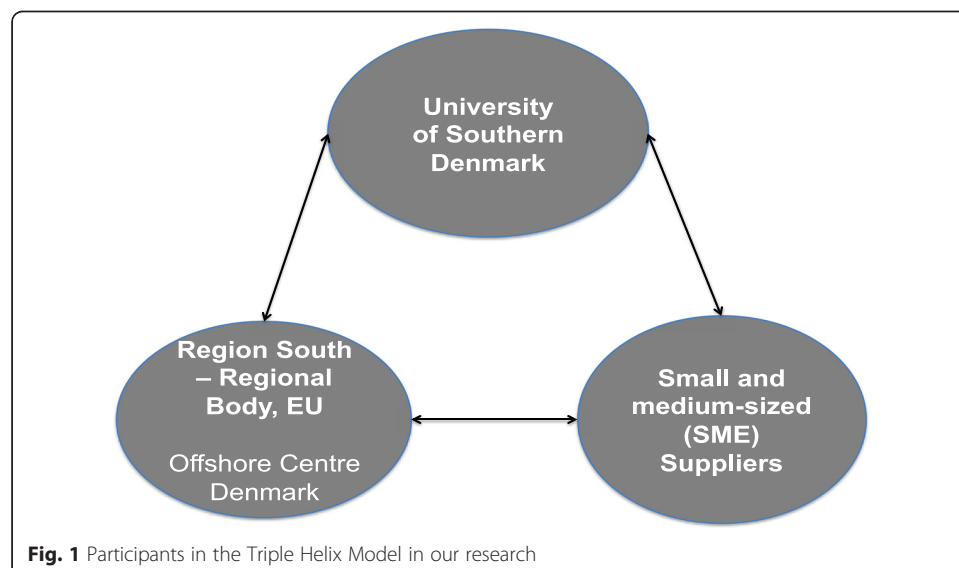 University
of Southern
Denmark
Region South
– Regional
Body, EU
Offshore Centre
Denmark
Small and
medium-sized
(SME)
Suppliers
Fig. 1 Participants in the Triple Helix Model in our research